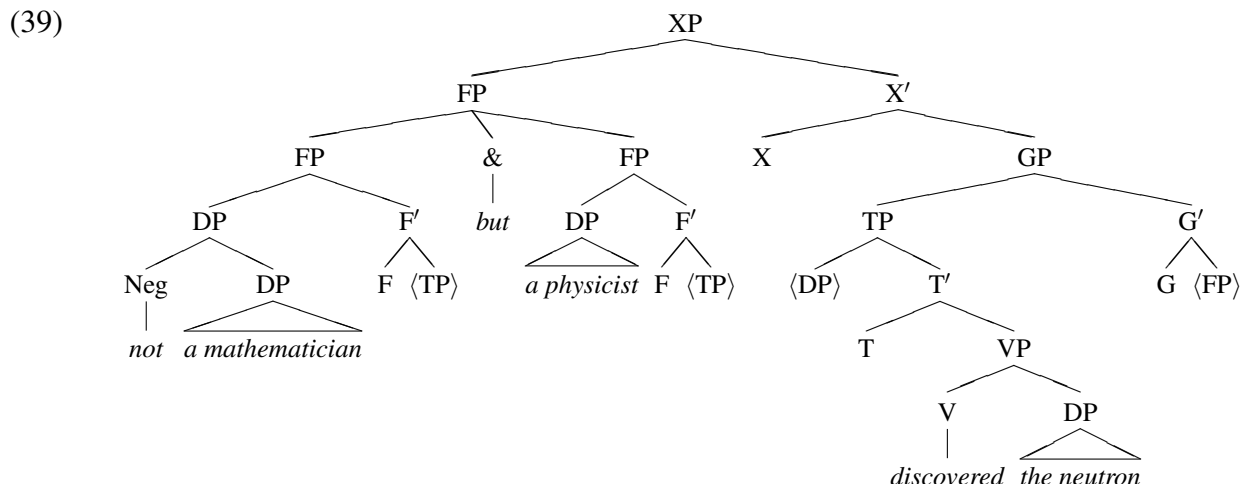 (39) XP
FP X′
FP & FP X GP
DP F′ but DP F′ TP G′
Neg DP F ⟨TP⟩ a physicist F ⟨TP⟩ ⟨DP⟩ T′ G ⟨FP⟩
not a mathematician T VP
V DP
discovered the neutron